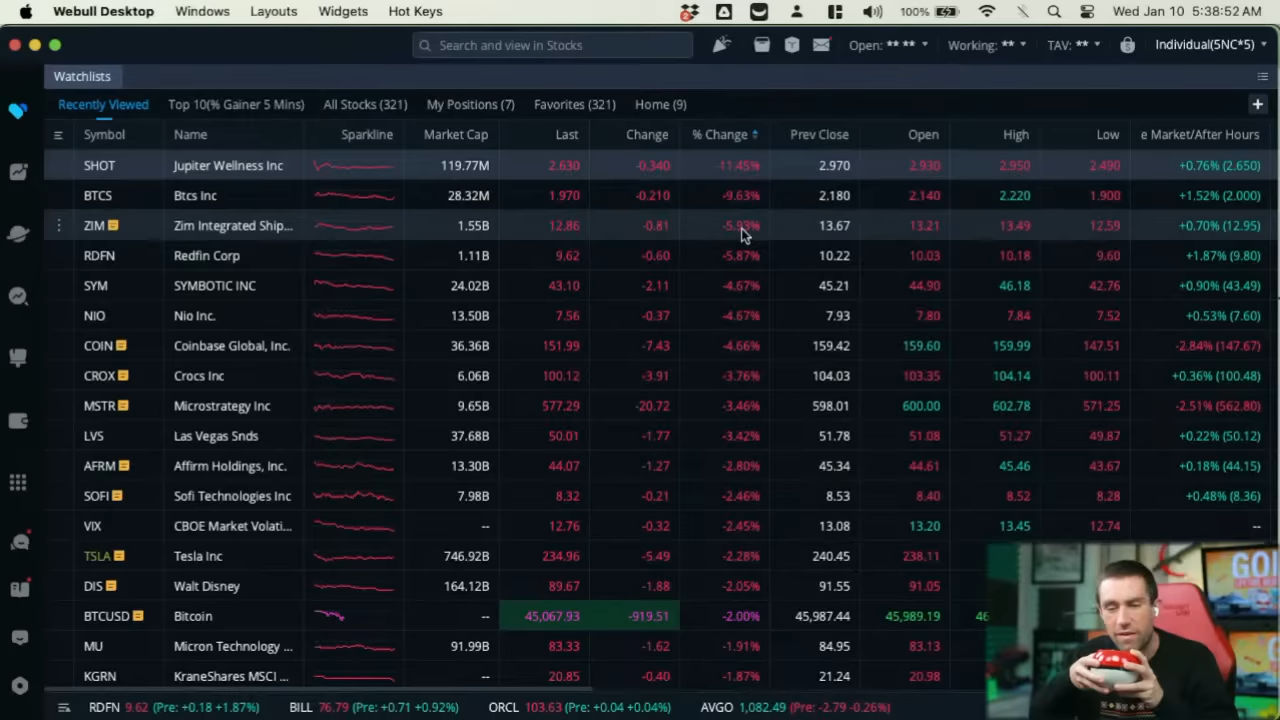 Webull Desktop Windows Layouts Widgets Hot Keys 2 100% Wed Jan 10 5:38:52 AM
Search and view in Stocks Open: ** ** Working: ** TAV: ** Individual(5NC*5)
Watchlists
Recently Viewed Top 10(% Gainer 5 Mins) All Stocks (321) My Positions (7) Favorites (321) Home (9) +
Symbol Name Sparkline Market Cap Last Change % Change Prev Close Open High Low e Market/After Hours
SHOT Jupiter Wellness Inc 119.77M 2.630 -0.340 -11.45% 2.970 2.930 2.950 2.490 +0.76% (2.650)
BTCS Btcs Inc 28.32M 1.970 -0.210 -9.63% 2.180 2.140 2.220 1.900 +1.52% (2.000)
ZIM Zim Integrated Ship... 1.55B 12.86 -0.81 -5.93% 13.67 13.21 13.49 12.59 +0.70% (12.95)
RDFN Redfin Corp 1.11B 9.62 -0.60 -5.87% 10.22 10.03 10.18 9.60 +1.87% (9.80)
SYM SYMBOTIC INC 24.02B 43.10 -2.11 -4.67% 45.21 44.90 46.18 42.76 +0.90% (43.49)
NIO Nio Inc. 13.50B 7.56 -0.37 -4.67% 7.93 7.80 7.84 7.52 +0.53% (7.60)
COIN Coinbase Global, Inc. 36.36B 151.99 -7.43 -4.66% 159.42 159.60 159.99 147.51 -2.84% (147.67)
CROX Crocs Inc 6.06B 100.12 -3.91 -3.76% 104.03 103.35 104.14 100.11 +0.36% (100.48)
MSTR Microstrategy Inc 9.65B 577.29 -20.72 -3.46% 598.01 600.00 602.78 571.25 -2.51% (562.80)
LVS Las Vegas Snds 37.68B 50.01 -1.77 -3.42% 51.78 51.08 51.27 49.87 +0.22% (50.12)
AFRM Affirm Holdings, Inc. 13.30B 44.07 -1.27 -2.80% 45.34 44.61 45.46 43.67 +0.18% (44.15)
SOFI Sofi Technologies Inc 7.98B 8.32 -0.21 -2.46% 8.53 8.40 8.52 8.28 +0.48% (8.36)
VIX CBOE Market Volati... -- 12.76 -0.32 -2.45% 13.08 13.20 13.45 12.74 --
TSLA Tesla Inc 746.92B 234.96 -5.49 -2.28% 240.45 238.11
DIS Walt Disney 164.12B 89.67 -1.88 -2.05% 91.55 91.05
BTCUSD Bitcoin -- 45,067.93 -919.51 -2.00% 45,987.44 45,989.19 46
MU Micron Technology ... 91.99B 83.33 -1.62 -1.91% 84.95 83.13
KGRN KraneShares MSCI ... -- 20.85 -0.40 -1.87% 21.24 20.98
RDFN 9.62 (Pre: +0.18 +1.87%) BILL 76.79 (Pre: +0.71 +0.92%) ORCL 103.63 (Pre: +0.04 +0.04%) AVGO 1,082.49 (Pre: -2.79 -0.26%)